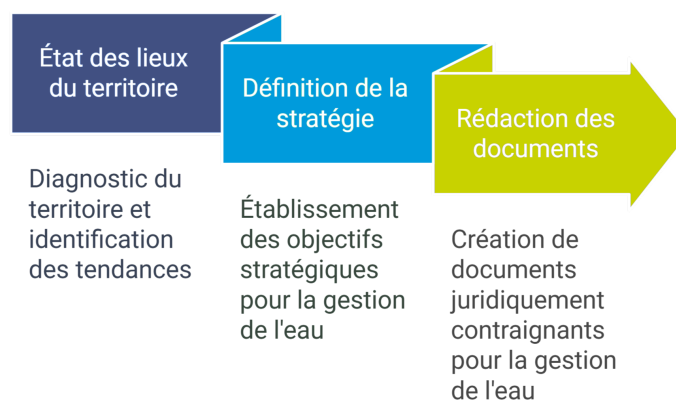 État des lieux
du territoire
Diagnostic du
territoire et
identification
des tendances
Définition de la
stratégie
Établissement
des objectifs
stratégiques
pour la gestion
de l'eau
Rédaction des
documents
Création de
documents
juridiquement
contraignants
pour la gestion
de l'eau